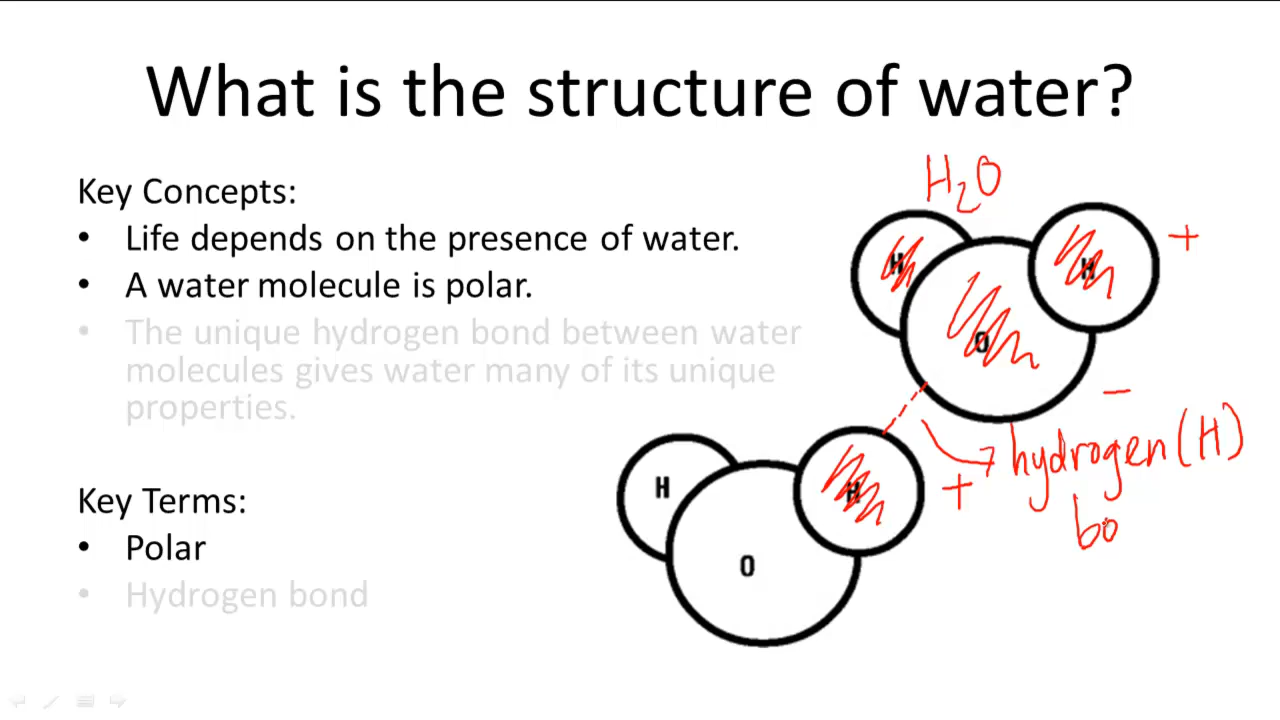 What is the structure of water?
Key Concepts:
• Life depends on the presence of water.
• A water molecule is polar.
• The unique hydrogen bond between water
molecules gives water many of its unique
properties.
Key Terms:
• Polar
• Hydrogen bond
H₂O
H
H
+
O
−
hydrogen (H)
bo
H
H
+
O